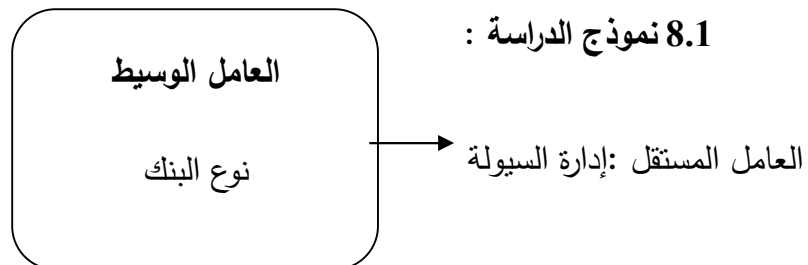 8.1 نموذج الدراسة :
العامل الوسيط
العامل المستقل :إدارة السيولة
نوع البنك